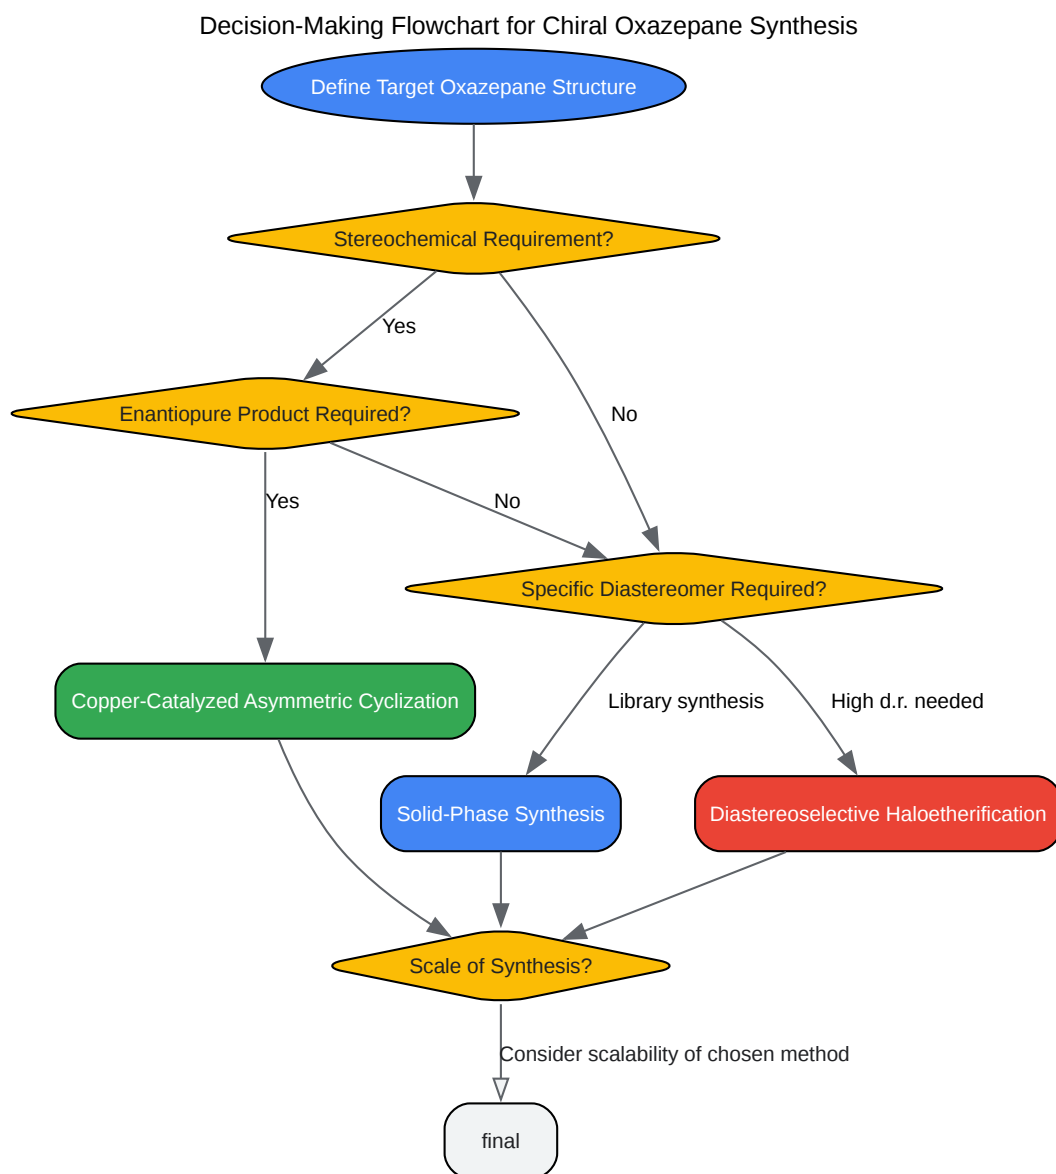 Decision-Making Flowchart for Chiral Oxazepane Synthesis
Define Target Oxazepane Structure
Stereochemical Requirement?
Yes
Enantiopure Product Required?
No
Yes
No
Specific Diastereomer Required?
Copper-Catalyzed Asymmetric Cyclization
Library synthesis
High d.r. needed
Solid-Phase Synthesis
Diastereoselective Haloetherification
Scale of Synthesis?
Consider scalability of chosen method
final